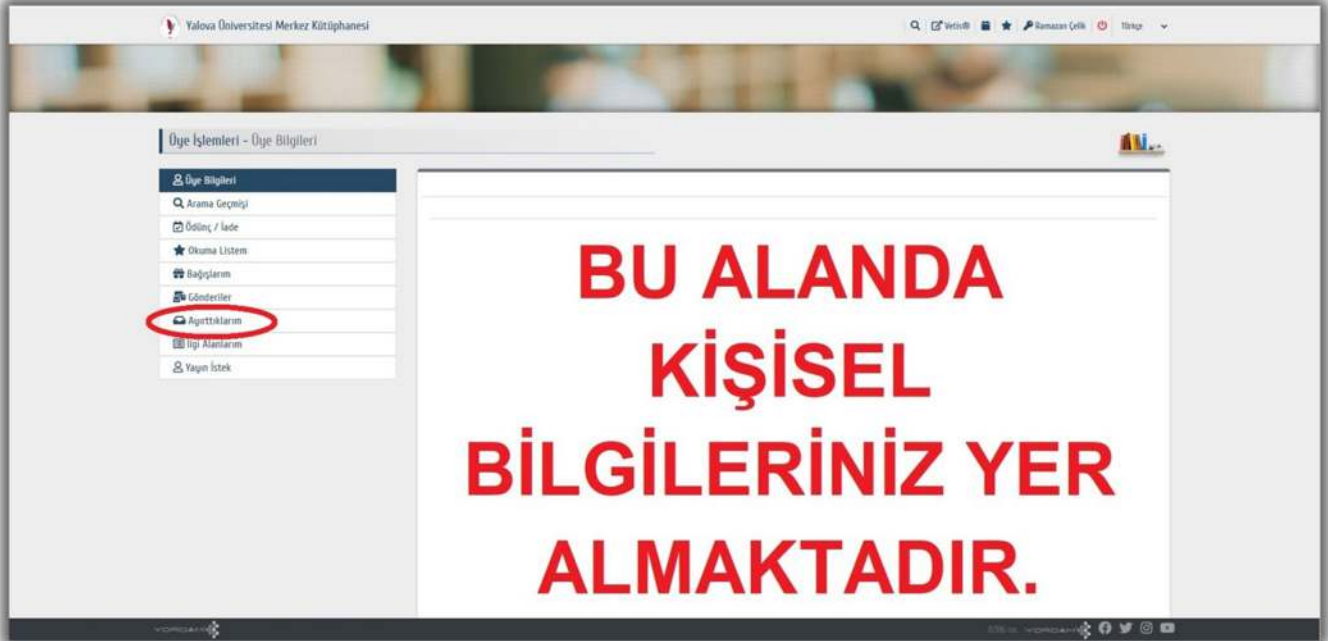 Yalova Üniversitesi Merkez Kütüphanesi
Vetis® Ramazan Çelik Türkçe
Üye İşlemleri - Üye Bilgileri
Üye Bilgileri
Arama Geçmişi
Ödünç / İade
Okuma Listem
Bağışlarım
Gönderiler
Ayırttıklarım
İlgi Alanlarım
Yayın İstek
BU ALANDA
KİŞİSEL
BİLGİLERİNİZ YER
ALMAKTADIR.
YORDAM YORDAM